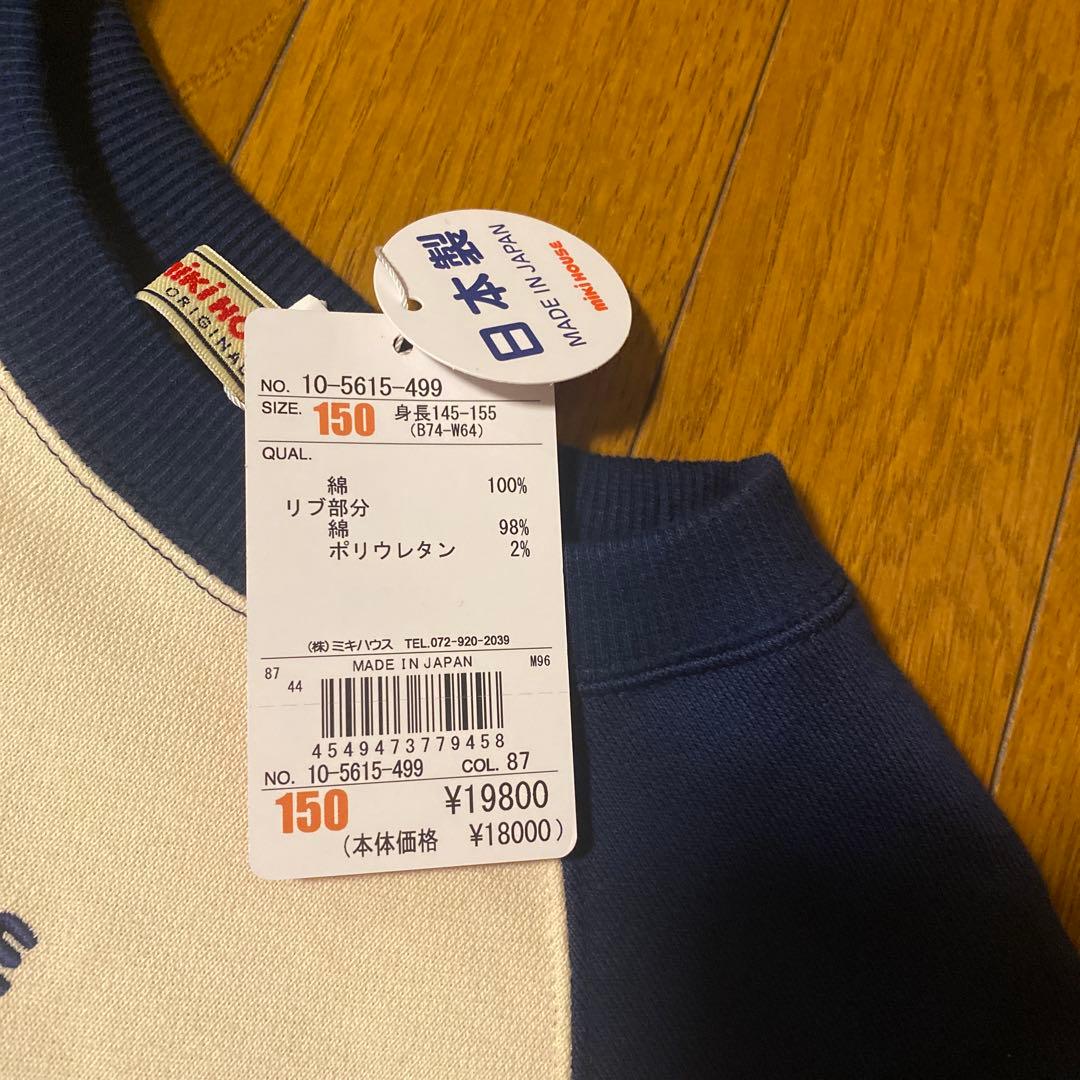 日本製
MADE IN JAPAN
mikiHOUSE
miki HO
ORIGINAL
NO. 10-5615-499
SIZE. 150 身長145-155
(B74-W64)
QUAL.
綿 100%
リブ部分
綿 98%
ポリウレタン 2%
(株)ミキハウス TEL.072-920-2039
87 MADE IN JAPAN M96
44
4549473779458
NO. 10-5615-499 COL. 87
150 ¥19800
(本体価格 ¥18000)